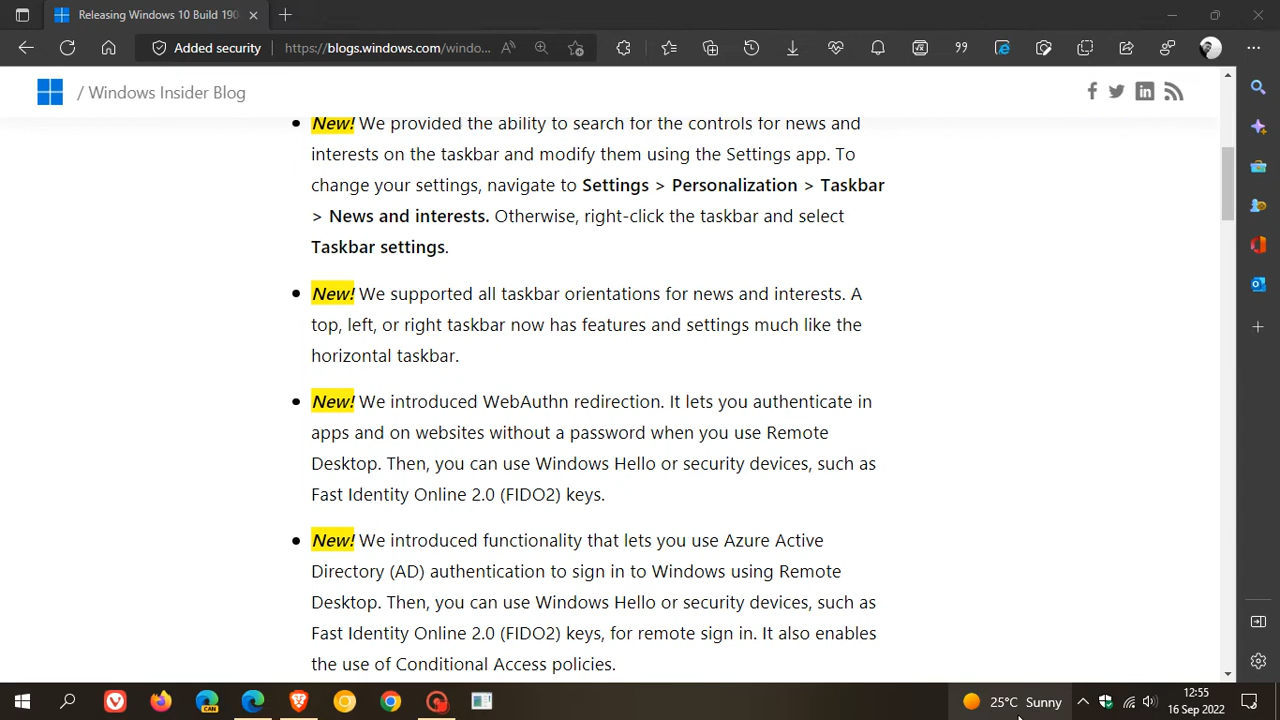 Releasing Windows 10 Build 190
Added security
https://blogs.windows.com/windo...
/ Windows Insider Blog
New! We provided the ability to search for the controls for news and
interests on the taskbar and modify them using the Settings app. To
change your settings, navigate to Settings > Personalization > Taskbar
> News and interests. Otherwise, right-click the taskbar and select
Taskbar settings.
New! We supported all taskbar orientations for news and interests. A
top, left, or right taskbar now has features and settings much like the
horizontal taskbar.
New! We introduced WebAuthn redirection. It lets you authenticate in
apps and on websites without a password when you use Remote
Desktop. Then, you can use Windows Hello or security devices, such as
Fast Identity Online 2.0 (FIDO2) keys.
New! We introduced functionality that lets you use Azure Active
Directory (AD) authentication to sign in to Windows using Remote
Desktop. Then, you can use Windows Hello or security devices, such as
Fast Identity Online 2.0 (FIDO2) keys, for remote sign in. It also enables
the use of Conditional Access policies.
CAN
25°C Sunny
12:55
16 Sep 2022